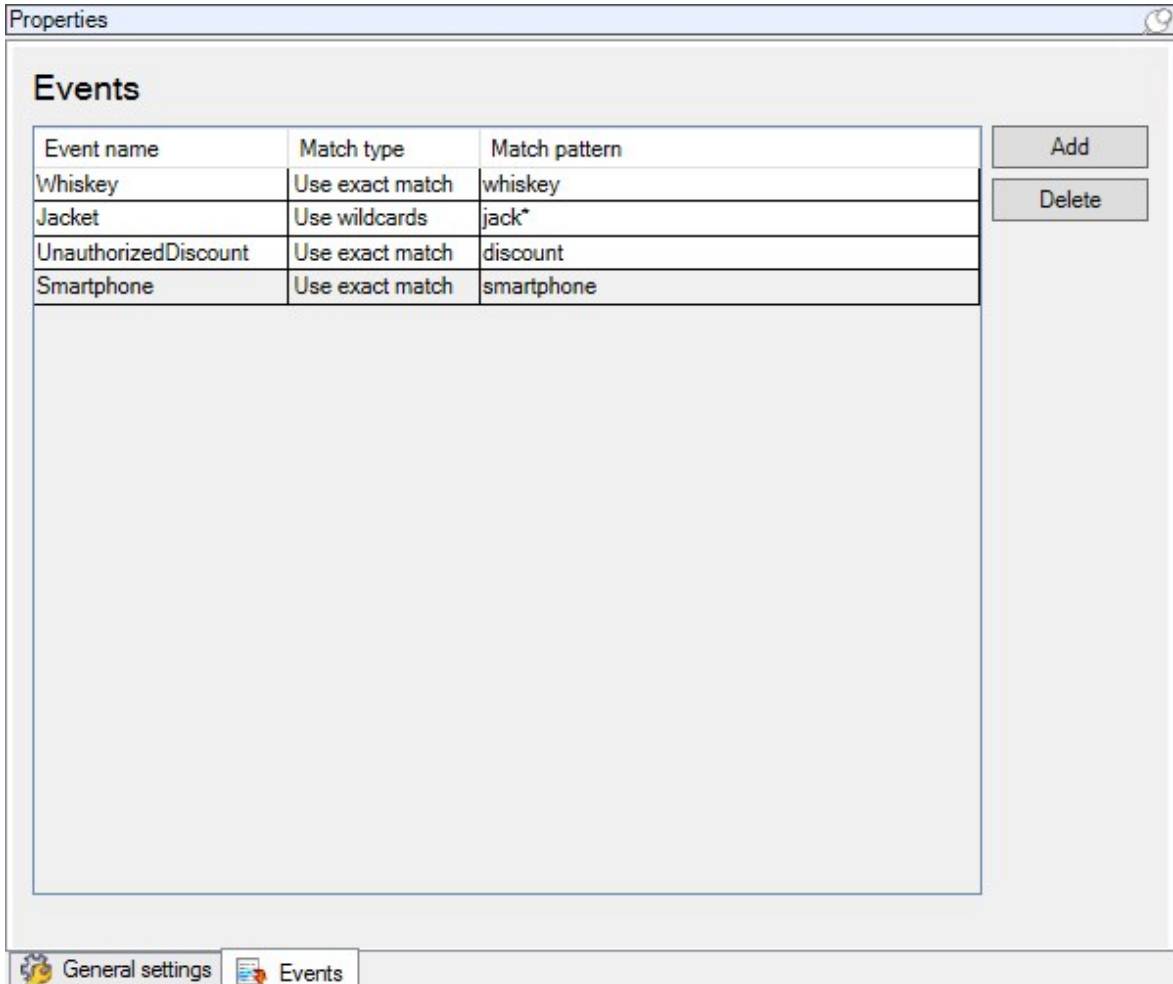 Properties
Events
Event name Match type Match pattern
Whiskey Use exact match whiskey
Jacket Use wildcards jack*
UnauthorizedDiscount Use exact match discount
Smartphone Use exact match smartphone
Add
Delete
General settings Events